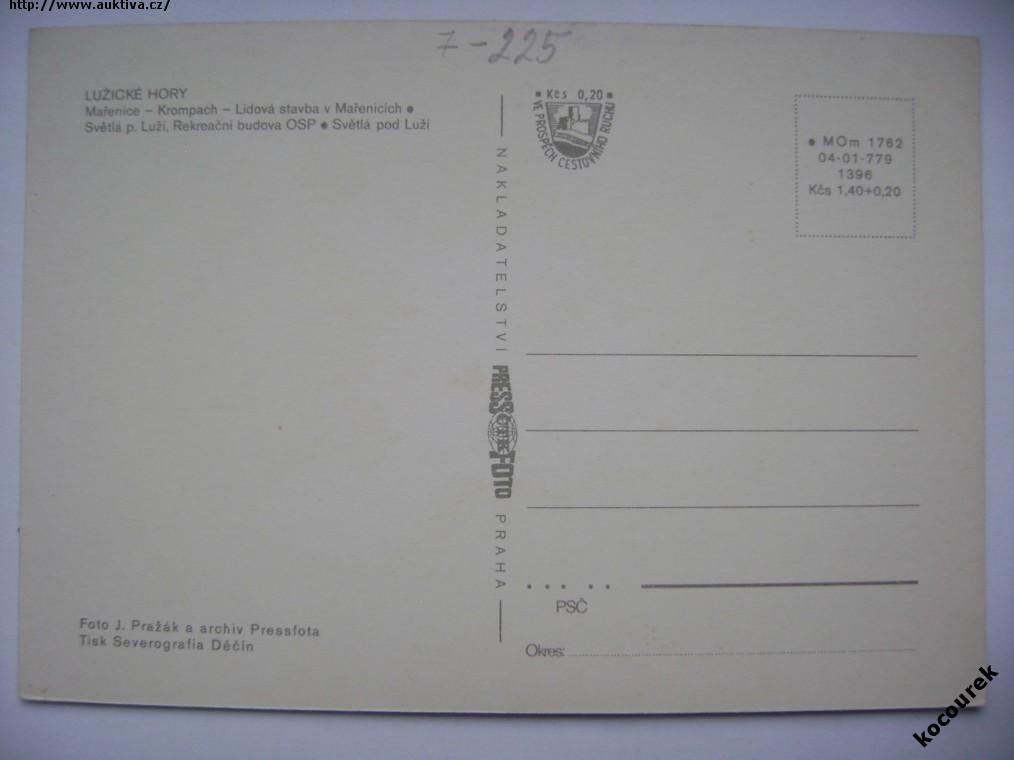 http://www.auktiva.cz/
7-225
LUŽICKÉ HORY
Mařenice – Krompach – Lidová stavba v Mařenicích ●
Světlá p. Luží, Rekreační budova OSP ● Světlá pod Luží
● Kčs 0,20 ●
VE PROSPĚCH CESTOVNÍHO RUCHU
● MOm 1762
04-01-779
1396
Kčs 1,40+0,20
NAKLADATELSTVÍ PRESSFOTO PRAHA
ČTK
PSČ
Okres:
Foto J. Pražák a archiv Pressfota
Tisk Severografia Děčín
kocourek